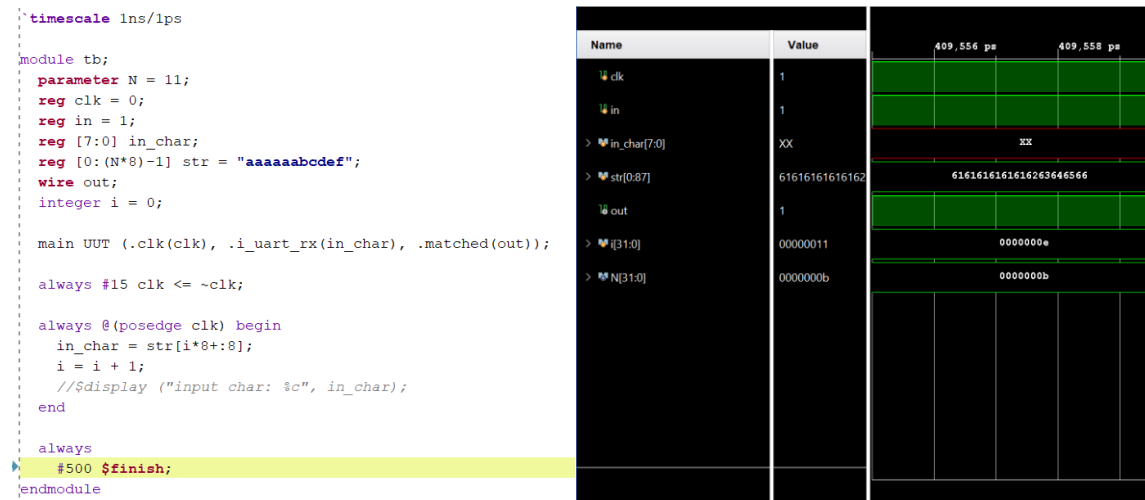 `timescale 1ns/1ps
module tb;
parameter N = 11;
reg clk = 0;
reg in = 1;
reg [7:0] in_char;
reg [0:(N*8)-1] str = "aaaaaabcdef";
wire out;
integer i = 0;
main UUT (.clk(clk), .i_uart_rx(in_char), .matched(out));
always #15 clk <= ~clk;
always @(posedge clk) begin
in_char = str[i*8+:8];
i = i + 1;
//$display ("input char: %c", in_char);
end
always
#500 $finish;
endmodule
Name Value 409,556 ps 409,558 ps
clk 1
in 1
in_char[7:0] XX XX
str[0:87] 61616161616162 6161616161616263646566
out 1
i[31:0] 00000011 0000000e
N[31:0] 0000000b 0000000b